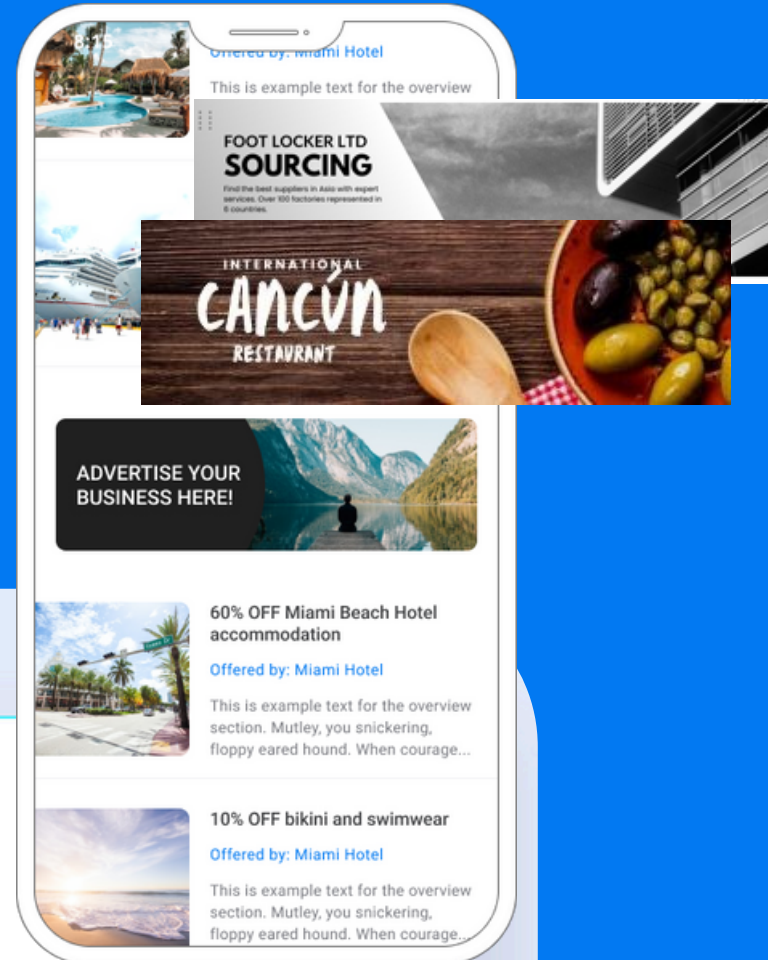 8:15
Offered by: Miami Hotel
This is example text for the overview
FOOT LOCKER LTD
SOURCING
Find the best suppliers in Asia with expert
services. Over 100 factories represented in
6 countries.
INTERNATIONAL
CANCÚN
RESTAURANT
ADVERTISE YOUR
BUSINESS HERE!
60% OFF Miami Beach Hotel
accommodation
Offered by: Miami Hotel
This is example text for the overview
section. Mutley, you snickering,
floppy eared hound. When courage...
10% OFF bikini and swimwear
Offered by: Miami Hotel
This is example text for the overview
section. Mutley, you snickering,
floppy eared hound. When courage...